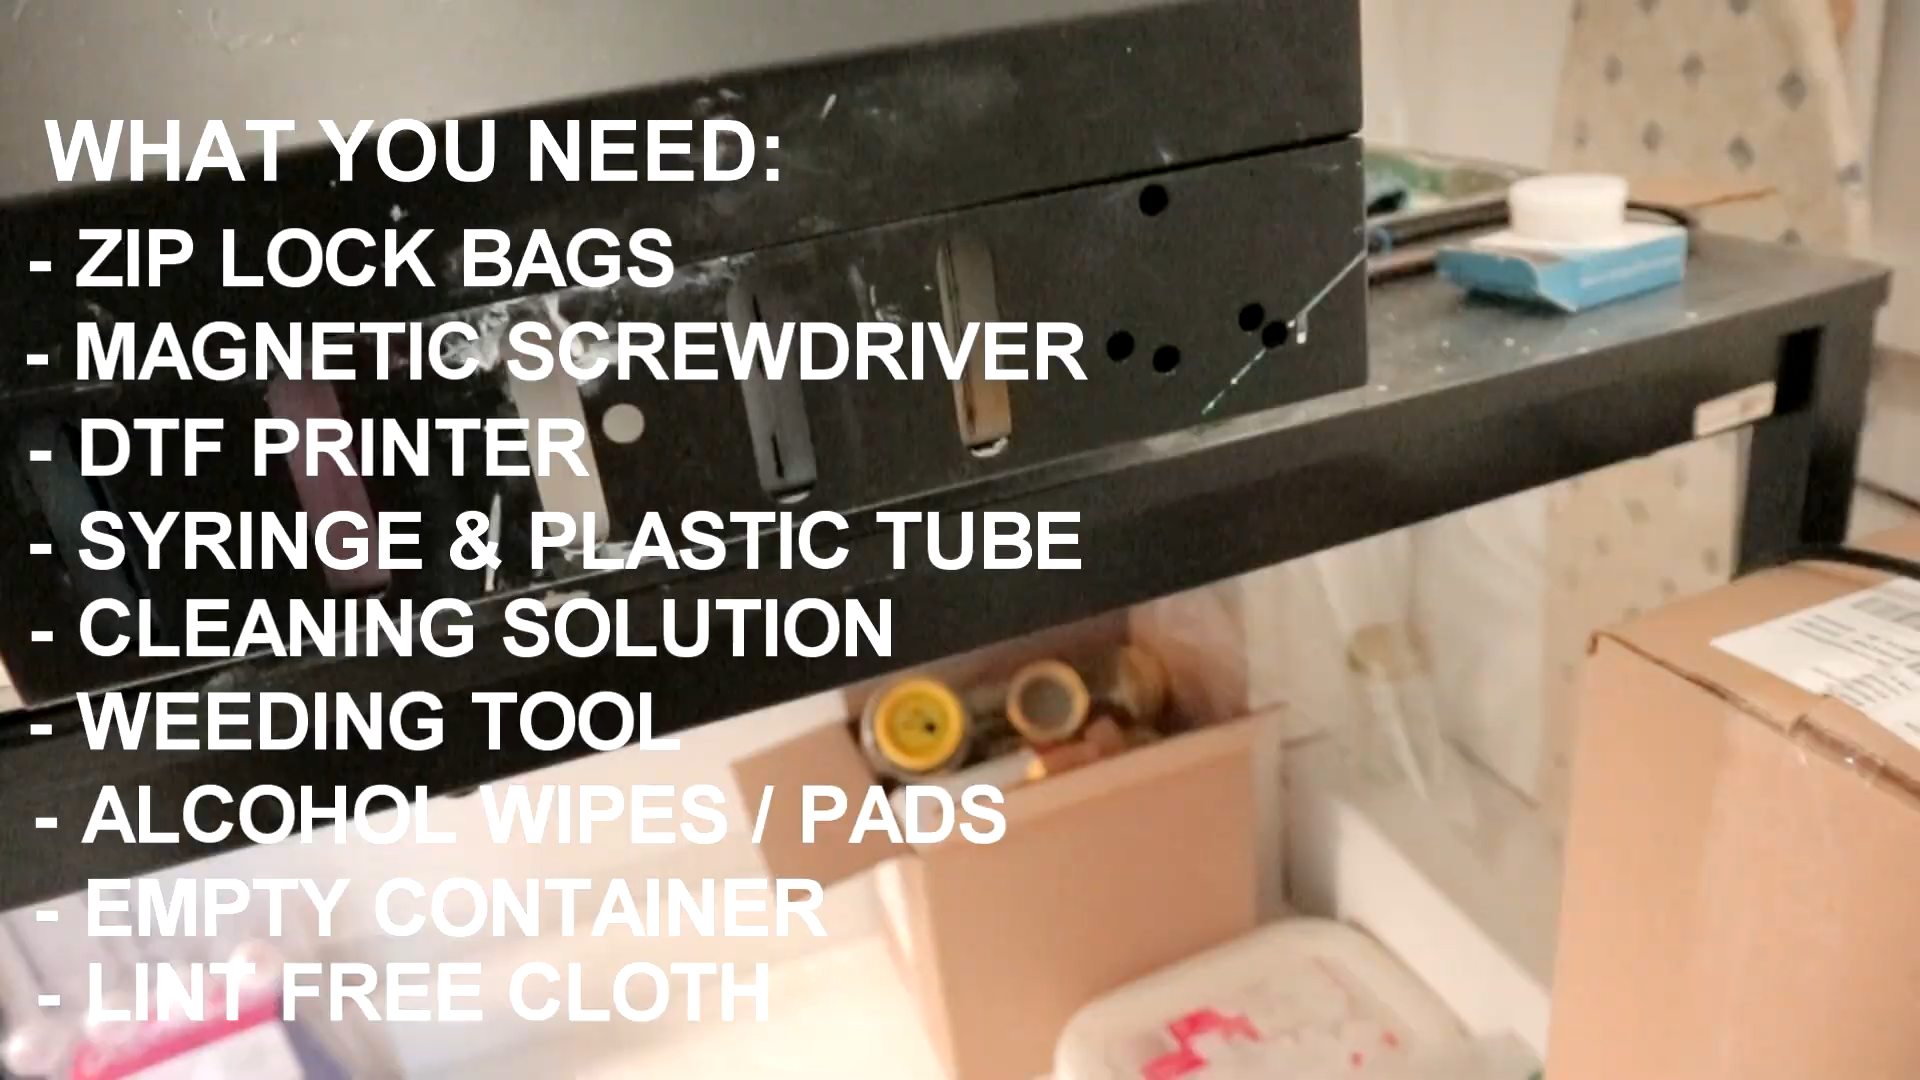 WHAT YOU NEED:
- ZIP LOCK BAGS
- MAGNETIC SCREWDRIVER
- DTF PRINTER
- SYRINGE & PLASTIC TUBE
- CLEANING SOLUTION
- WEEDING TOOL
- ALCOHOL WIPES / PADS
- EMPTY CONTAINER
- LINT FREE CLOTH